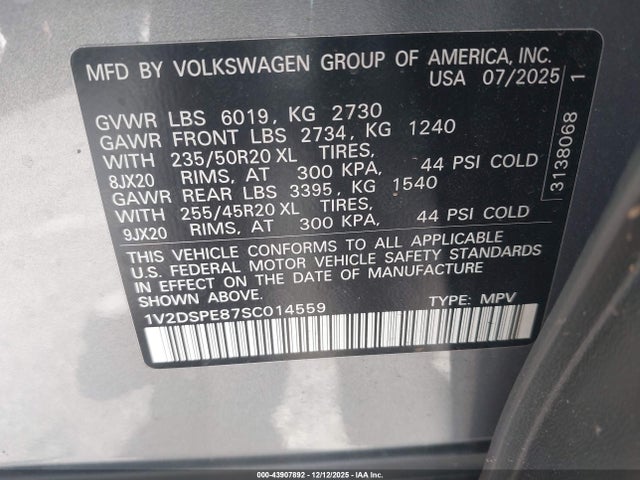 MFD BY VOLKSWAGEN GROUP OF AMERICA, INC.
USA 07/2025
GVWR LBS 6019, KG 2730
GAWR FRONT LBS 2734, KG 1240
WITH 235/50R20 XL TIRES,
8JX20 RIMS, AT 300 KPA, 44 PSI COLD
GAWR REAR LBS 3395, KG 1540
WITH 255/45R20 XL TIRES,
9JX20 RIMS, AT 300 KPA, 44 PSI COLD
THIS VEHICLE CONFORMS TO ALL APPLICABLE
U.S. FEDERAL MOTOR VEHICLE SAFETY STANDARDS
IN EFFECT ON THE DATE OF MANUFACTURE
SHOWN ABOVE.
1V2DSPE87SC014559 TYPE: MPV
3138068 1
000-43907892 - 12/12/2025 - IAAI, Inc.